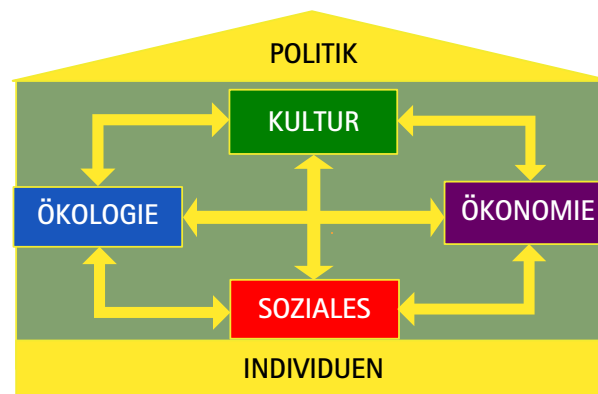 POLITIK
KULTUR
ÖKOLOGIE
ÖKONOMIE
SOZIALES
INDIVIDUEN